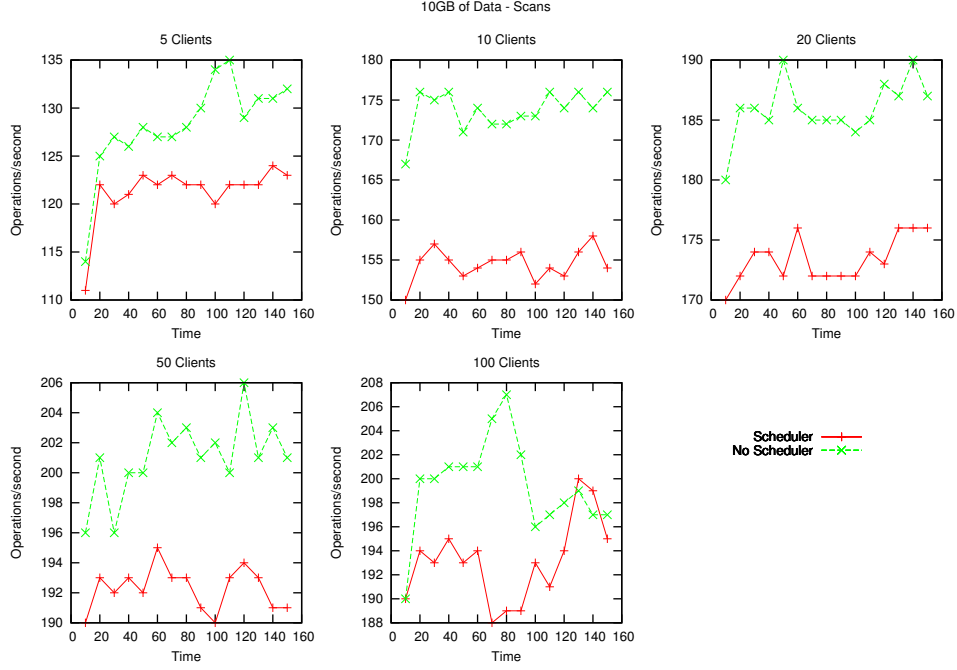 10GB of Data - Scans
5 Clients
135
130
125
120
115
110
0 20 40 60 80 100 120 140 160
Operations/second
Time
10 Clients
180
175
170
165
160
155
150
0 20 40 60 80 100 120 140 160
Operations/second
Time
20 Clients
190
185
180
175
170
0 20 40 60 80 100 120 140 160
Operations/second
Time
50 Clients
206
204
202
200
198
196
194
192
190
0 20 40 60 80 100 120 140 160
Operations/second
Time
100 Clients
208
206
204
202
200
198
196
194
192
190
188
0 20 40 60 80 100 120 140 160
Operations/second
Time
Scheduler
No Scheduler